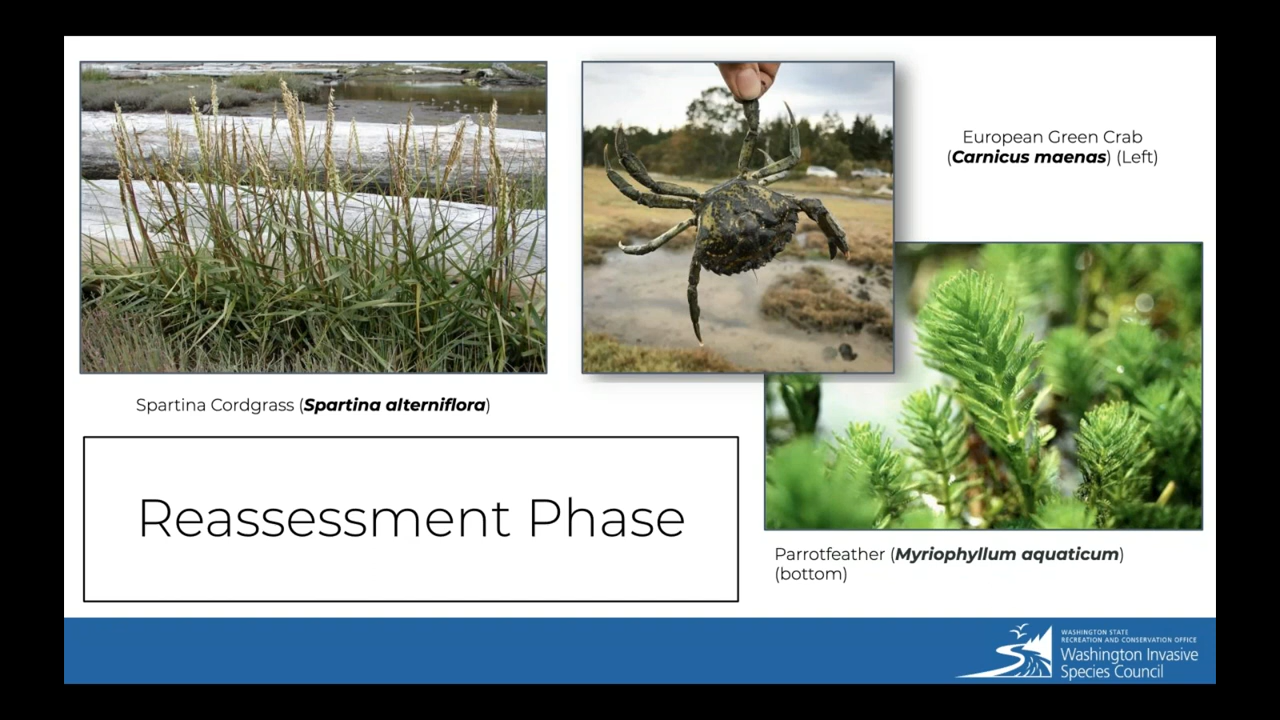 European Green Crab
(Carnicus maenas) (Left)
Spartina Cordgrass (Spartina alterniflora)
Reassessment Phase
Parrotfeather (Myriophyllum aquaticum)
(bottom)
WASHINGTON STATE
RECREATION AND CONSERVATION OFFICE
Washington Invasive
Species Council